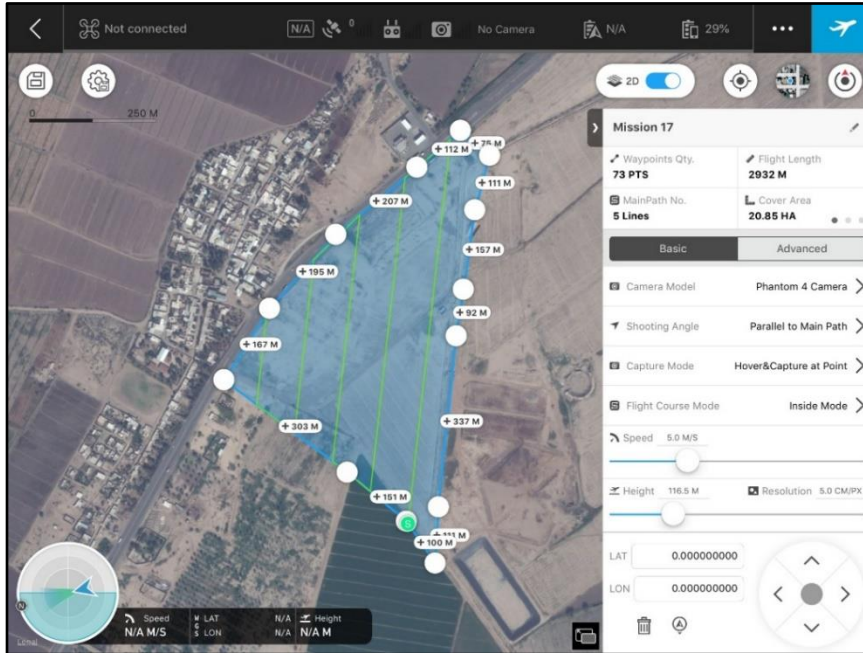 Not connected N/A 0 No Camera N/A 29%
2D
0 250 M
Mission 17
Waypoints Qty. Flight Length
73 PTS 2932 M
MainPath No. Cover Area
5 Lines 20.85 HA
Basic Advanced
Camera Model Phantom 4 Camera
Shooting Angle Parallel to Main Path
Capture Mode Hover&Capture at Point
Flight Course Mode Inside Mode
Speed 5.0 M/S
Height 116.5 M Resolution 5.0 CM/PX
LAT 0.000000000
LON 0.000000000
+ 112 M
+ 75 M
+ 111 M
+ 207 M
+ 157 M
+ 195 M
+ 92 M
+ 167 M
+ 337 M
+ 303 M
+ 151 M
S
+ 100 M
N
Speed WGS LAT N/A Height
N/A M/S LON N/A N/A M
Legal